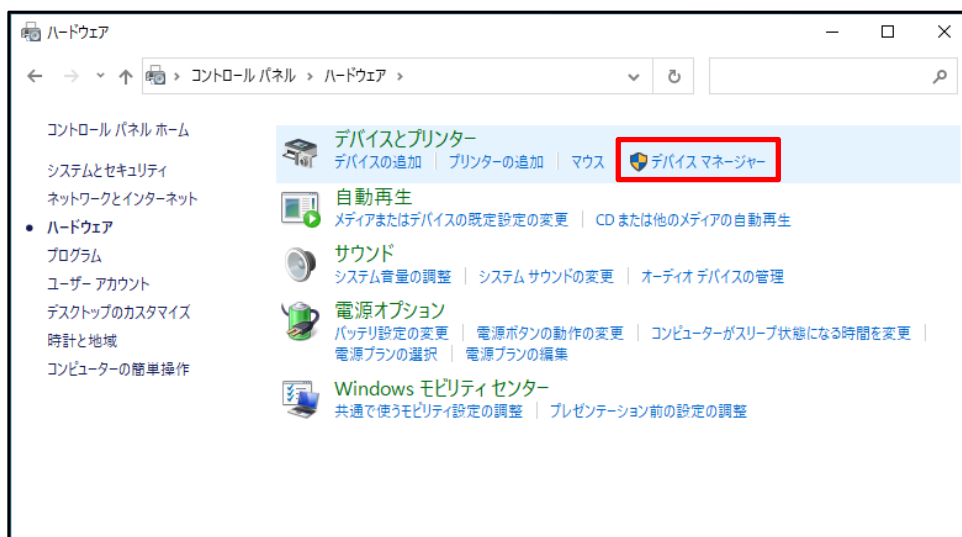 ハードウェア
コントロール パネル › ハードウェア ›
コントロール パネル ホーム
システムとセキュリティ
ネットワークとインターネット
ハードウェア
プログラム
ユーザー アカウント
デスクトップのカスタマイズ
時計と地域
コンピューターの簡単操作
デバイスとプリンター
デバイスの追加 | プリンターの追加 | マウス | デバイス マネージャー
自動再生
メディアまたはデバイスの既定設定の変更 | CD または他のメディアの自動再生
サウンド
システム音量の調整 | システム サウンドの変更 | オーディオ デバイスの管理
電源オプション
バッテリ設定の変更 | 電源ボタンの動作の変更 | コンピューターがスリープ状態になる時間を変更 |
電源プランの選択 | 電源プランの編集
Windows モビリティ センター
共通で使うモビリティ設定の調整 | プレゼンテーション前の設定の調整